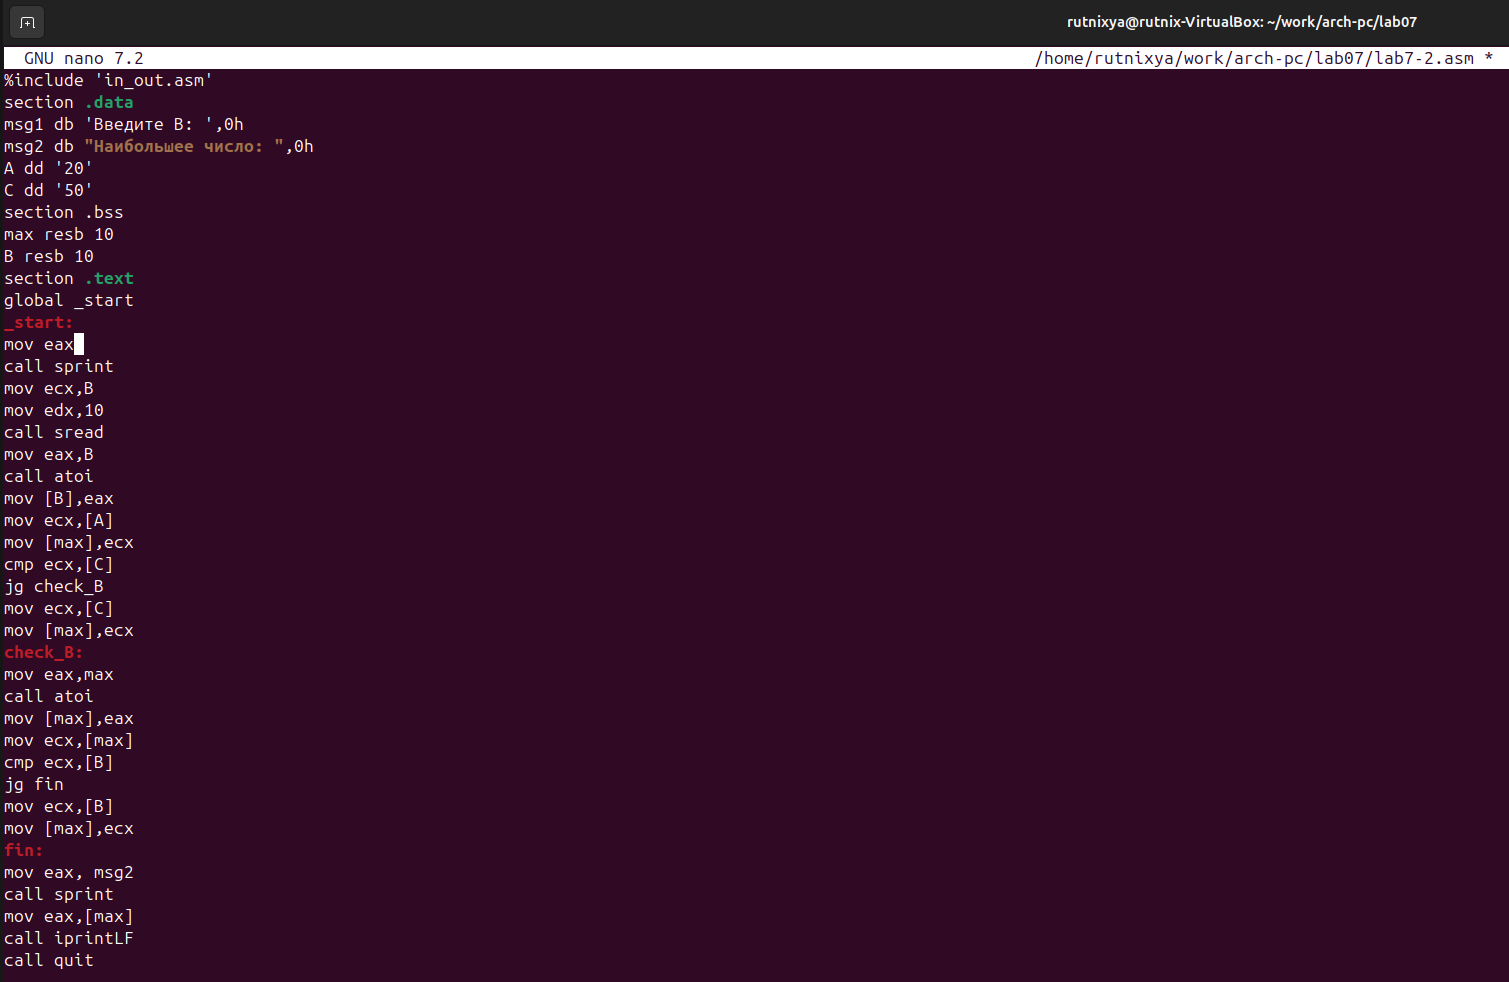 rutnixya@rutnix-VirtualBox: ~/work/arch-pc/lab07
GNU nano 7.2 /home/rutnixya/work/arch-pc/lab07/lab7-2.asm *
%include 'in_out.asm'
section .data
msg1 db 'Введите B: ',0h
msg2 db "Наибольшее число: ",0h
A dd '20'
C dd '50'
section .bss
max resb 10
B resb 10
section .text
global _start
_start:
mov eax
call sprint
mov ecx,B
mov edx,10
call sread
mov eax,B
call atoi
mov [B],eax
mov ecx,[A]
mov [max],ecx
cmp ecx,[C]
jg check_B
mov ecx,[C]
mov [max],ecx
check_B:
mov eax,max
call atoi
mov [max],eax
mov ecx,[max]
cmp ecx,[B]
jg fin
mov ecx,[B]
mov [max],ecx
fin:
mov eax, msg2
call sprint
mov eax,[max]
call iprintLF
call quit